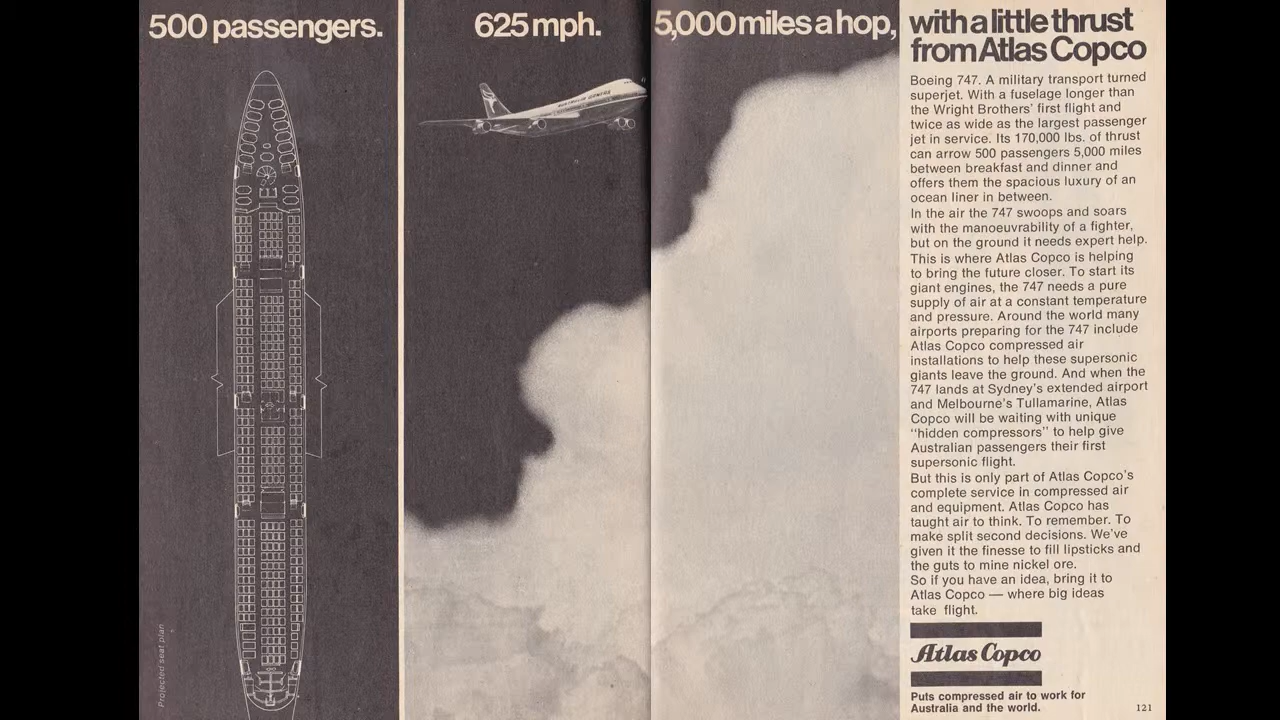 500 passengers.
625 mph.
5,000 miles a hop,
with a little thrust
from Atlas Copco
Boeing 747. A military transport turned
superjet. With a fuselage longer than
the Wright Brothers' first flight and
twice as wide as the largest passenger
jet in service. Its 170,000 lbs. of thrust
can arrow 500 passengers 5,000 miles
between breakfast and dinner and
offers them the spacious luxury of an
ocean liner in between.
In the air the 747 swoops and soars
with the manoeuvrability of a fighter,
but on the ground it needs expert help.
This is where Atlas Copco is helping
to bring the future closer. To start its
giant engines, the 747 needs a pure
supply of air at a constant temperature
and pressure. Around the world many
airports preparing for the 747 include
Atlas Copco compressed air
installations to help these supersonic
giants leave the ground. And when the
747 lands at Sydney's extended airport
and Melbourne's Tullamarine, Atlas
Copco will be waiting with unique
"hidden compressors" to help give
Australian passengers their first
supersonic flight.
But this is only part of Atlas Copco's
complete service in compressed air
and equipment. Atlas Copco has
taught air to think. To remember. To
make split second decisions. We've
given it the finesse to fill lipsticks and
the guts to mine nickel ore.
So if you have an idea, bring it to
Atlas Copco — where big ideas
take flight.
Atlas Copco
Puts compressed air to work for
Australia and the world.
121
Projected seat plan